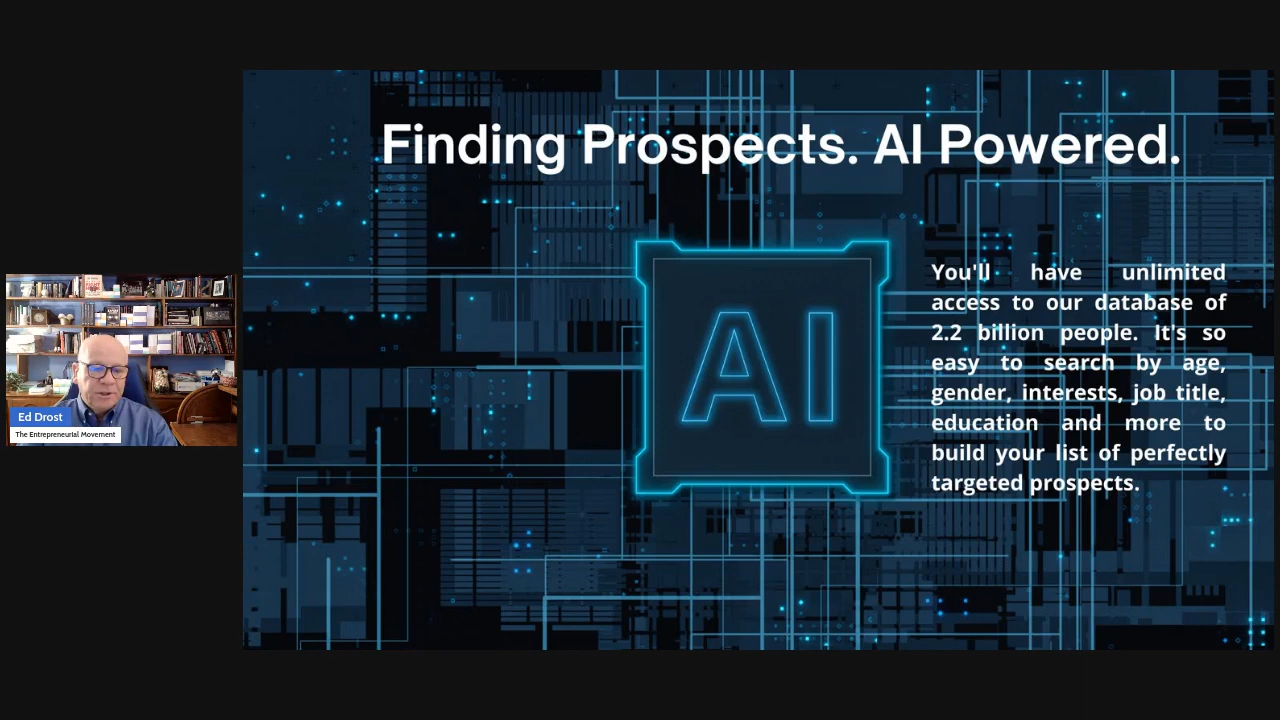 Finding Prospects. AI Powered.
AI
You'll have unlimited
access to our database of
2.2 billion people. It's so
easy to search by age,
gender, interests, job title,
education and more to
build your list of perfectly
targeted prospects.
Ed Drost
The Entrepreneurial Movement